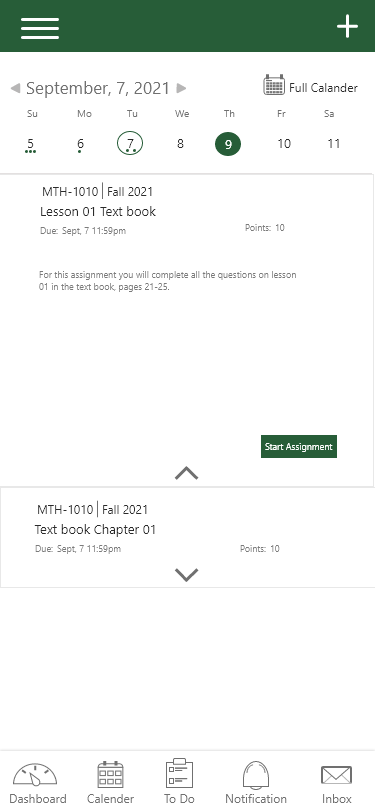 September, 7, 2021 Full Calander
Su Mo Tu We Th Fr Sa
5 6 7 8 9 10 11
MTH-1010 | Fall 2021
Lesson 01 Text book
Due: Sept, 7 11:59pm Points: 10
For this assignment you will complete all the questions on lesson
01 in the text book, pages 21-25.
Start Assignment
MTH-1010 | Fall 2021
Text book Chapter 01
Due: Sept, 7 11:59pm Points: 10
Dashboard Calender To Do Notification Inbox